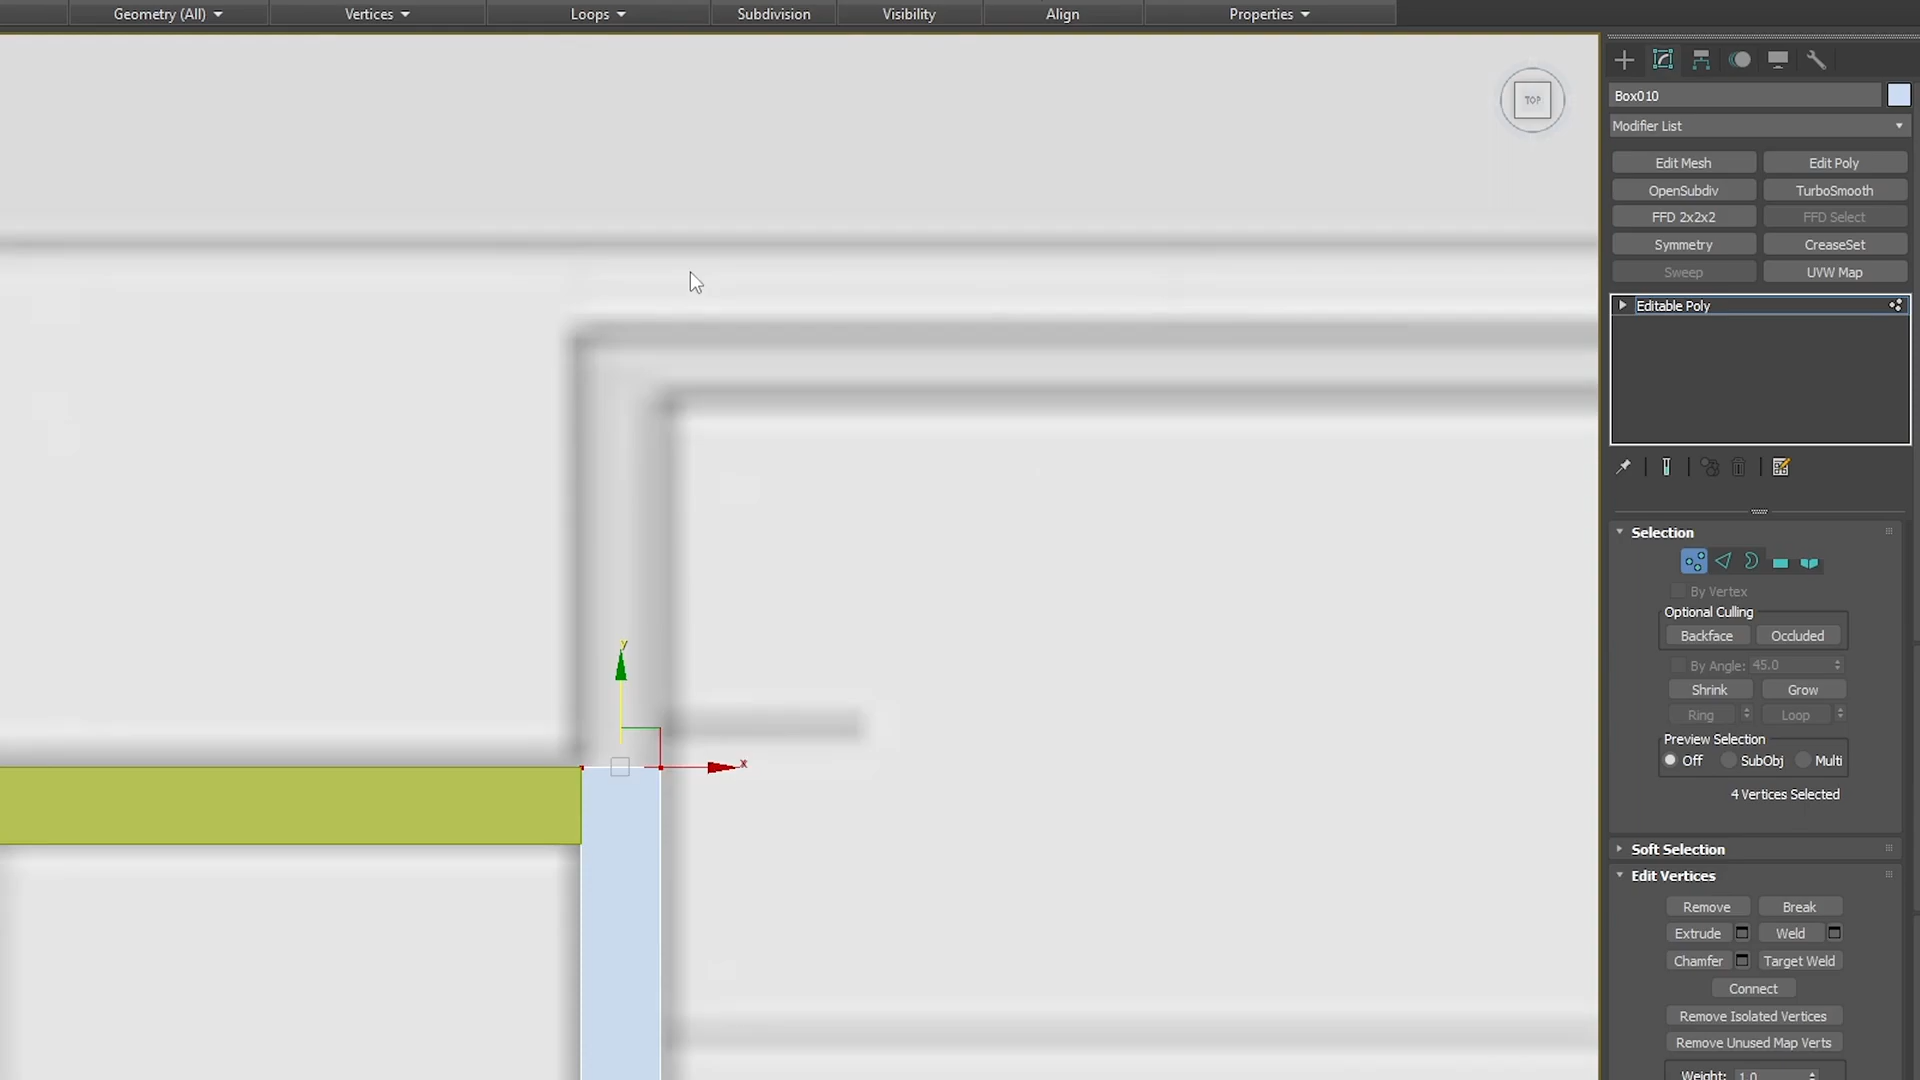 Geometry (All) Vertices Loops Subdivision Visibility Align Properties
TOP
Box010
Modifier List
Edit Mesh Edit Poly
OpenSubdiv TurboSmooth
FFD 2x2x2 FFD Select
Symmetry CreaseSet
Sweep UVW Map
Editable Poly
Selection
By Vertex
Optional Culling
Backface Occluded
By Angle: 45.0
Shrink Grow
Ring Loop
Preview Selection
Off SubObj Multi
4 Vertices Selected
Soft Selection
Edit Vertices
Remove Break
Extrude Weld
Chamfer Target Weld
Connect
Remove Isolated Vertices
Remove Unused Map Verts
Weight: 1.0
y
x